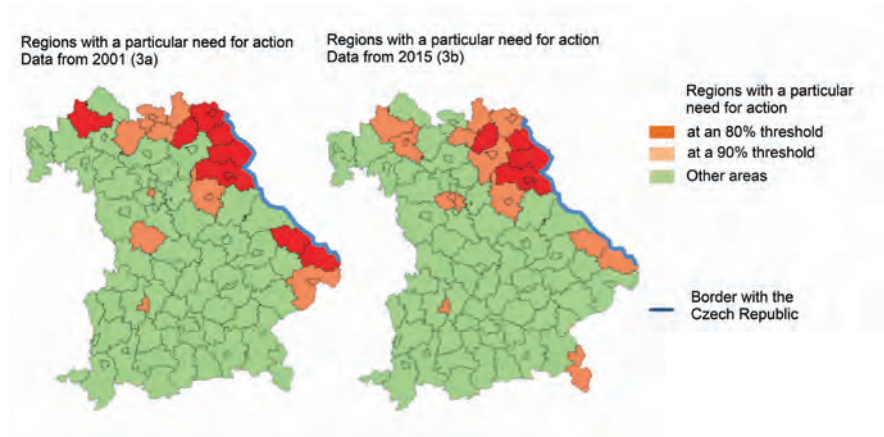 Regions with a particular need for action
Data from 2001 (3a)
Regions with a particular need for action
Data from 2015 (3b)
Regions with a particular
need for action
at an 80% threshold
at a 90% threshold
Other areas
Border with the
Czech Republic